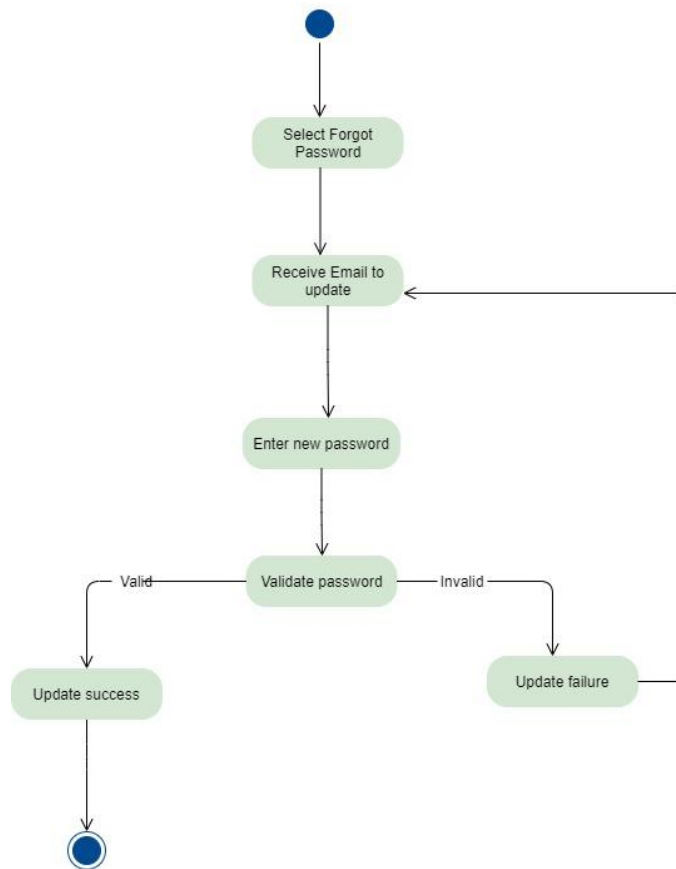 Select Forgot
Password
Receive Email to
update
Enter new password
Valid
Validate password
Invalid
Update success
Update failure